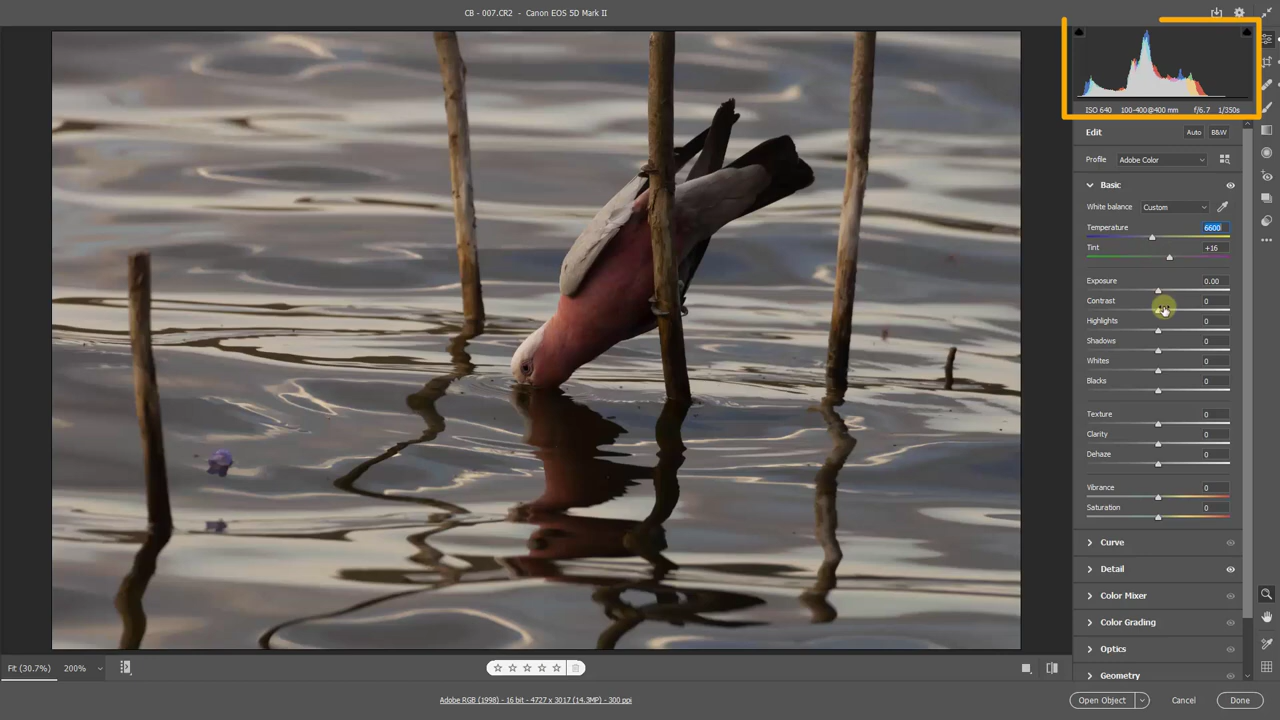 CB - 007.CR2 - Canon EOS 5D Mark II
ISO 640 100-400@400 mm f/6.7 1/350s
Edit Auto B&W
Profile Adobe Color
Basic
White balance Custom
Temperature 6600
Tint +16
Exposure 0.00
Contrast 0
Highlights 0
Shadows 0
Whites 0
Blacks 0
Texture 0
Clarity 0
Dehaze 0
Vibrance 0
Saturation 0
Curve
Detail
Color Mixer
Color Grading
Optics
Geometry
Fit (30.7%) 200%
Adobe RGB (1998) - 16 bit - 4727 x 3017 (14.3MP) - 300 ppi
Open Object Cancel Done